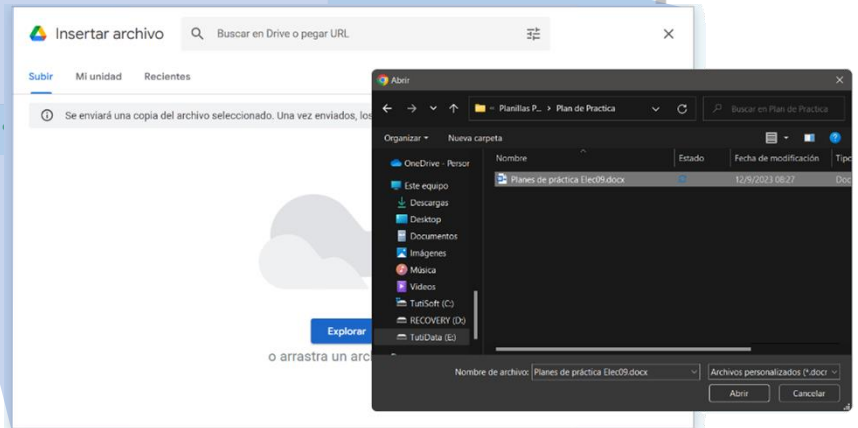 Insertar archivo
Buscar en Drive o pegar URL
Subir Mi unidad Recientes
Se enviará una copia del archivo seleccionado. Una vez enviados, los
Explorar
o arrastra un arc
Abrir
Planillas P... › Plan de Practica
Buscar en Plan de Practica
Organizar Nueva carpeta
Nombre Estado Fecha de modificación Tipo
OneDrive - Persor
Planes de práctica Elec09.docx 12/9/2023 08:27 Doc
Este equipo
Descargas
Desktop
Documentos
Imágenes
Música
Videos
TutiSoft (C:)
RECOVERY (D:)
TutiData (E:)
Nombre de archivo: Planes de práctica Elec09.docx
Archivos personalizados (*.docx
Abrir Cancelar